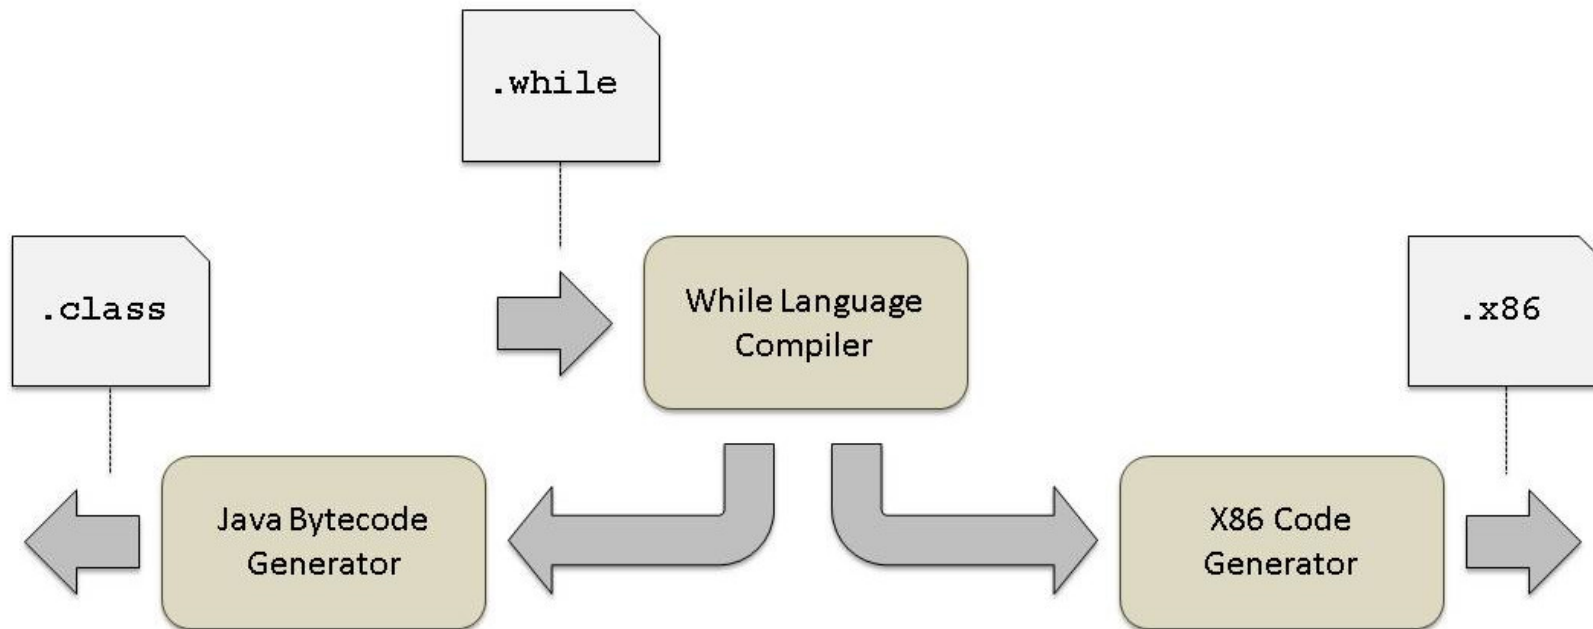 .while
.class
While Language
Compiler
.x86
Java Bytecode
Generator
X86 Code
Generator